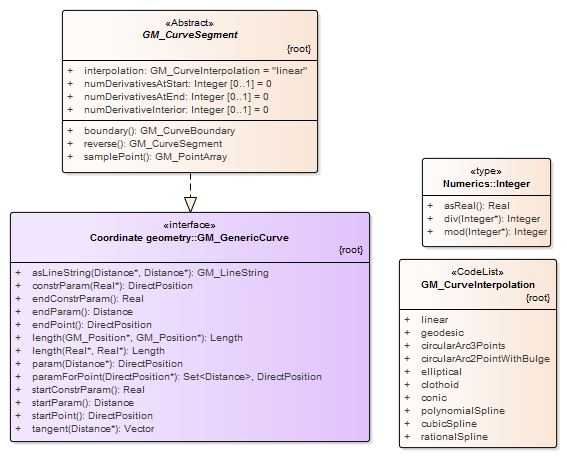 «Abstract»
GM_CurveSegment
{root}
+ interpolation: GM_CurveInterpolation = "linear"
+ numDerivativesAtStart: Integer [0..1] = 0
+ numDerivativesAtEnd: Integer [0..1] = 0
+ numDerivativeInterior: Integer [0..1] = 0
+ boundary(): GM_CurveBoundary
+ reverse(): GM_CurveSegment
+ samplePoint(): GM_PointArray
«interface»
Coordinate geometry::GM_GenericCurve
{root}
+ asLineString(Distance*, Distance*): GM_LineString
+ constrParam(Real*): DirectPosition
+ endConstrParam(): Real
+ endParam(): Distance
+ endPoint(): DirectPosition
+ length(GM_Position*, GM_Position*): Length
+ length(Real*, Real*): Length
+ param(Distance*): DirectPosition
+ paramForPoint(DirectPosition*): Set<Distance>, DirectPosition
+ startConstrParam(): Real
+ startParam(): Distance
+ startPoint(): DirectPosition
+ tangent(Distance*): Vector
«type»
Numerics::Integer
+ asReal(): Real
+ div(Integer*): Integer
+ mod(Integer*): Integer
«CodeList»
GM_CurveInterpolation
{root}
+ linear
+ geodesic
+ circularArc3Points
+ circularArc2PointWithBulge
+ elliptical
+ clothoid
+ conic
+ polynomialSpline
+ cubicSpline
+ rationalSpline